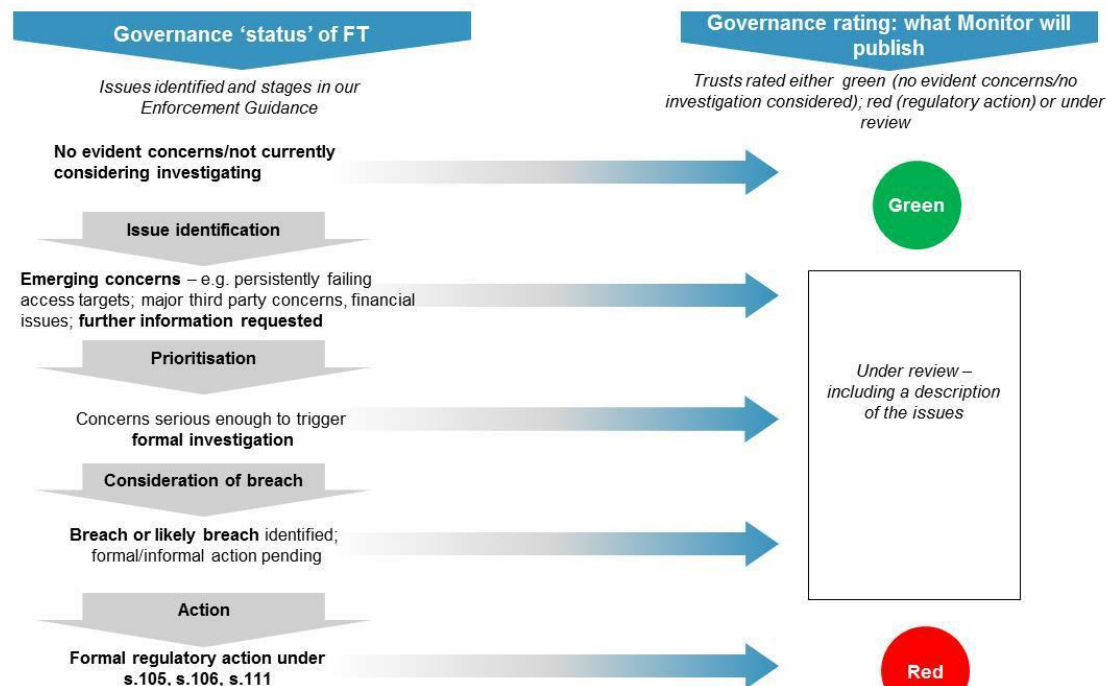 Governance ‘status’ of FT
Governance rating: what Monitor will
publish
Issues identified and stages in our
Enforcement Guidance
Trusts rated either green (no evident concerns/no
investigation considered); red (regulatory action) or under
review
No evident concerns/not currently
considering investigating
Green
Issue identification
Emerging concerns – e.g. persistently failing
access targets; major third party concerns, financial
issues; further information requested
Prioritisation
Under review –
including a description
of the issues
Concerns serious enough to trigger
formal investigation
Consideration of breach
Breach or likely breach identified;
formal/informal action pending
Action
Formal regulatory action under
s.105, s.106, s.111
Red